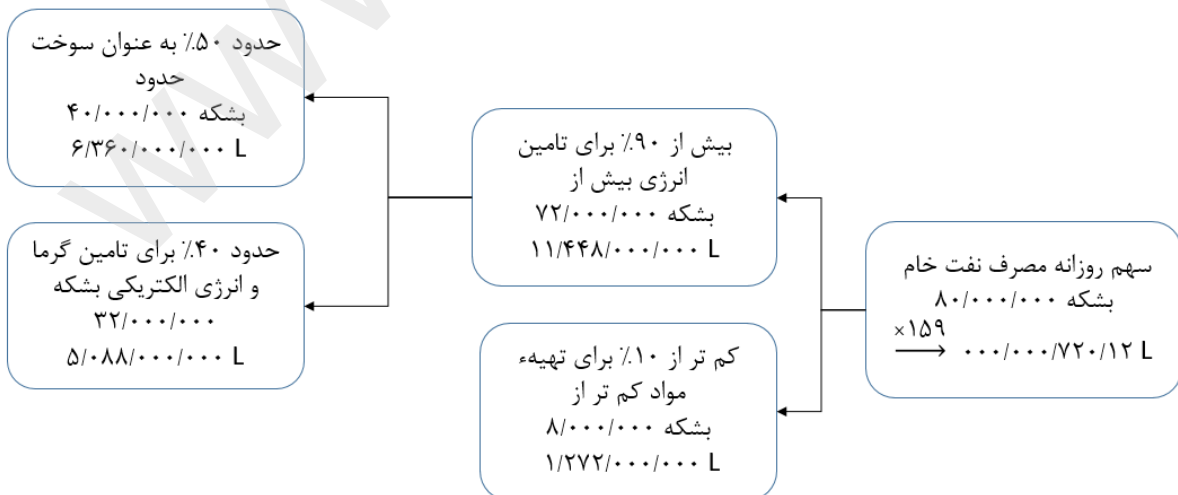 سهم روزانه مصرف نفت خام
۸۰/۰۰۰/۰۰۰ بشکه
×۱۵۹
⟶ ۰۰۰/۰۰۰/۷۲۰/۱۲ L
بیش از ۹۰٪ برای تامین
انرژی بیش از
۷۲/۰۰۰/۰۰۰ بشکه
۱۱/۴۴۸/۰۰۰/۰۰۰ L
کم تر از ۱۰٪ برای تهیهء
مواد کم تر از
۸/۰۰۰/۰۰۰ بشکه
۱/۲۷۲/۰۰۰/۰۰۰ L
حدود ۵۰٪ به عنوان سوخت
حدود
۴۰/۰۰۰/۰۰۰ بشکه
۶/۳۶۰/۰۰۰/۰۰۰ L
حدود ۴۰٪ برای تامین گرما
و انرژی الکتریکی بشکه
۳۲/۰۰۰/۰۰۰
۵/۰۸۸/۰۰۰/۰۰۰ L